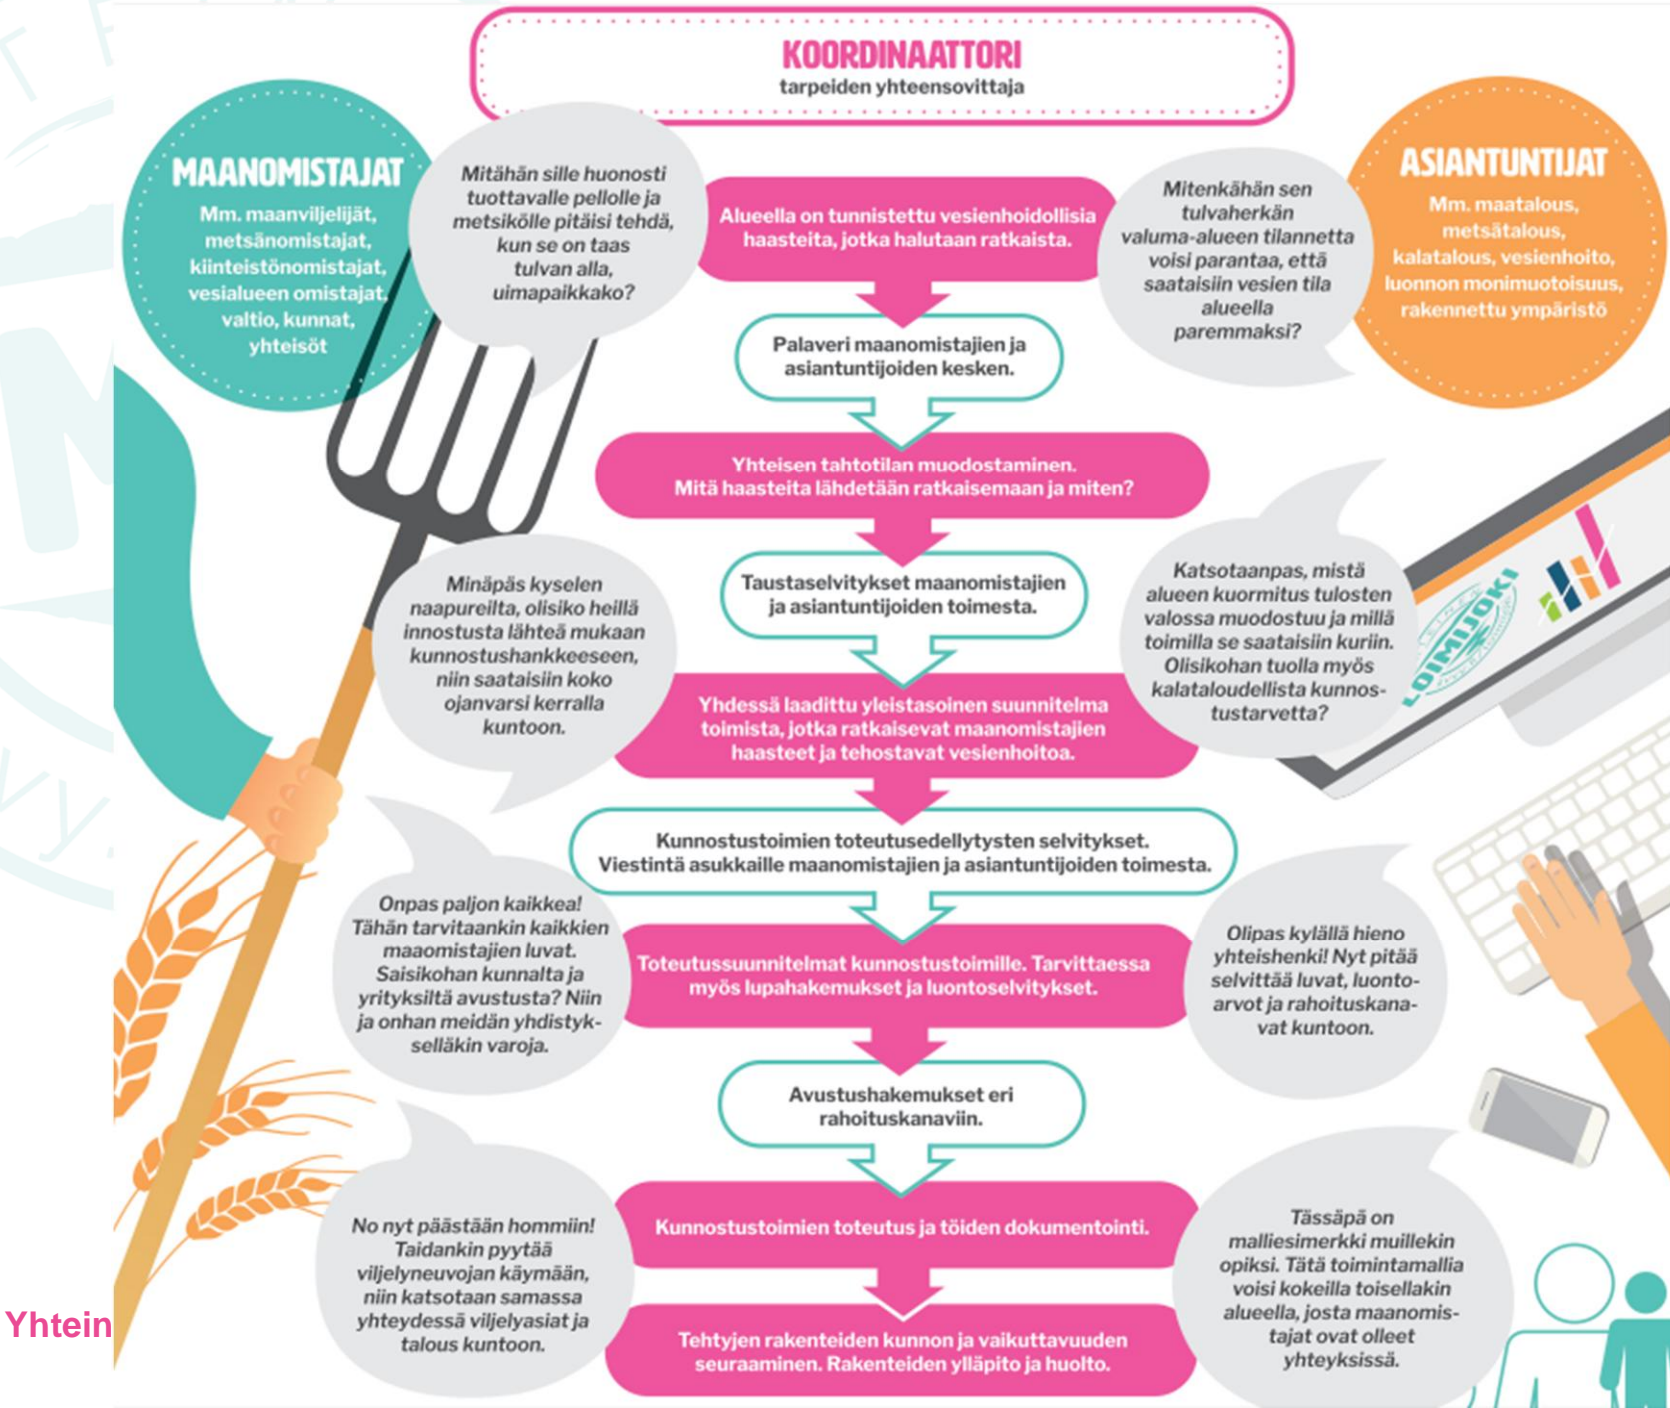 KOORDINAATTORI
tarpeiden yhteensovittaja
MAANOMISTAJAT
Mm. maanviljelijät,
metsänomistajat,
kiinteistönomistajat,
vesialueen omistajat,
valtio, kunnat,
yhteisöt
ASIANTUNTIJAT
Mm. maatalous,
metsätalous,
kalatalous, vesienhoito,
luonnon monimuotoisuus,
rakennettu ympäristö
Mitähän sille huonosti
tuottavalle pellolle ja
metsikölle pitäisi tehdä,
kun se on taas
tulvan alla,
uimapaikkako?
Alueella on tunnistettu vesienhoidollisia
haasteita, jotka halutaan ratkaista.
Mitenkähän sen
tulvaherkän
valuma-alueen tilannetta
voisi parantaa, että
saataisiin vesien tila
alueella
paremmaksi?
Palaveri maanomistajien ja
asiantuntijoiden kesken.
Yhteisen tahtotilan muodostaminen.
Mitä haasteita lähdetään ratkaisemaan ja miten?
Taustaselvitykset maanomistajien
ja asiantuntijoiden toimesta.
Minäpäs kyselen
naapureilta, olisiko heillä
innostusta lähteä mukaan
kunnostushankkeeseen,
niin saataisiin koko
ojanvarsi kerralla
kuntoon.
Katsotaanpas, mistä
alueen kuormitus tulosten
valossa muodostuu ja millä
toimilla se saataisiin kuriin.
Olisikohan tuolla myös
kalataloudellista kunnos-
tustarvetta?
LOIMIJOKI
Yhdessä laadittu yleistasoinen suunnitelma
toimista, jotka ratkaisevat maanomistajien
haasteet ja tehostavat vesienhoitoa.
Kunnostustoimien toteutusedellytysten selvitykset.
Viestintä asukkaille maanomistajien ja asiantuntijoiden toimesta.
Onpas paljon kaikkea!
Tähän tarvitaankin kaikkien
maaomistajien luvat.
Saisikohan kunnalta ja
yrityksiltä avustusta? Niin
ja onhan meidän yhdistyk-
selläkin varoja.
Toteutussuunnitelmat kunnostustoimille. Tarvittaessa
myös lupahakemukset ja luontoselvitykset.
Olipas kylällä hieno
yhteishenki! Nyt pitää
selvittää luvat, luonto-
arvot ja rahoituskana-
vat kuntoon.
Avustushakemukset eri
rahoituskanaviin.
No nyt päästään hommiin!
Taidankin pyytää
viljelyneuvojan käymään,
niin katsotaan samassa
yhteydessä viljelyasiat ja
talous kuntoon.
Kunnostustoimien toteutus ja töiden dokumentointi.
Tässäpä on
malliesimerkki muillekin
opiksi. Tätä toimintamallia
voisi kokeilla toisellakin
alueella, josta maanomis-
tajat ovat olleet
yhteyksissä.
Tehtyjen rakenteiden kunnon ja vaikuttavuuden
seuraaminen. Rakenteiden ylläpito ja huolto.
Yhtein